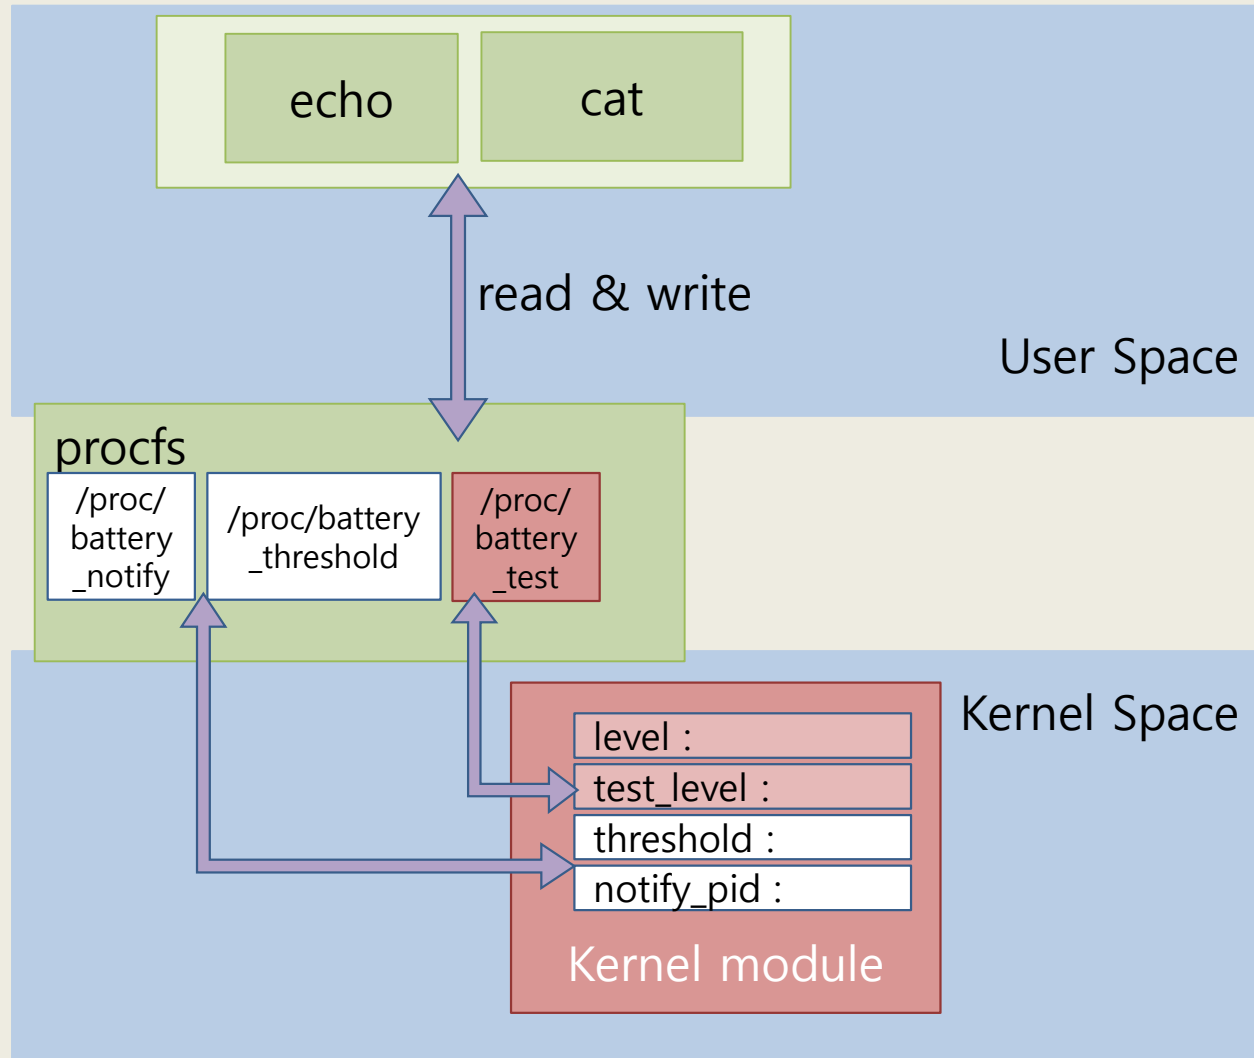 echo
cat
read & write
User Space
procfs
/proc/
battery
_notify
/proc/battery
_threshold
/proc/
battery
_test
Kernel Space
level :
test_level :
threshold :
notify_pid :
Kernel module